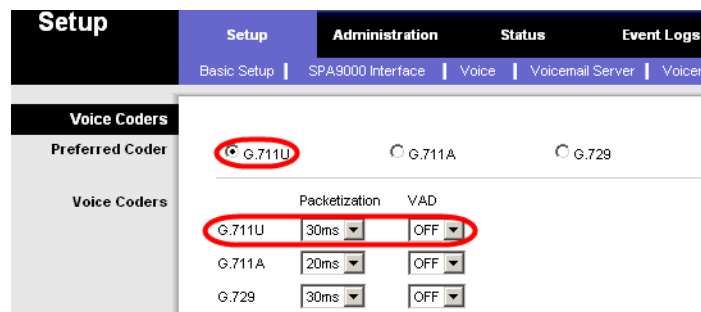 Setup
Setup Administration Status Event Logs
Basic Setup SPA9000 Interface Voice Voicemail Server
Voice Coders
Preferred Coder G.711U G.711A G.729
Voice Coders Packetization VAD
G.711U 30ms OFF
G.711A 20ms OFF
G.729 30ms OFF